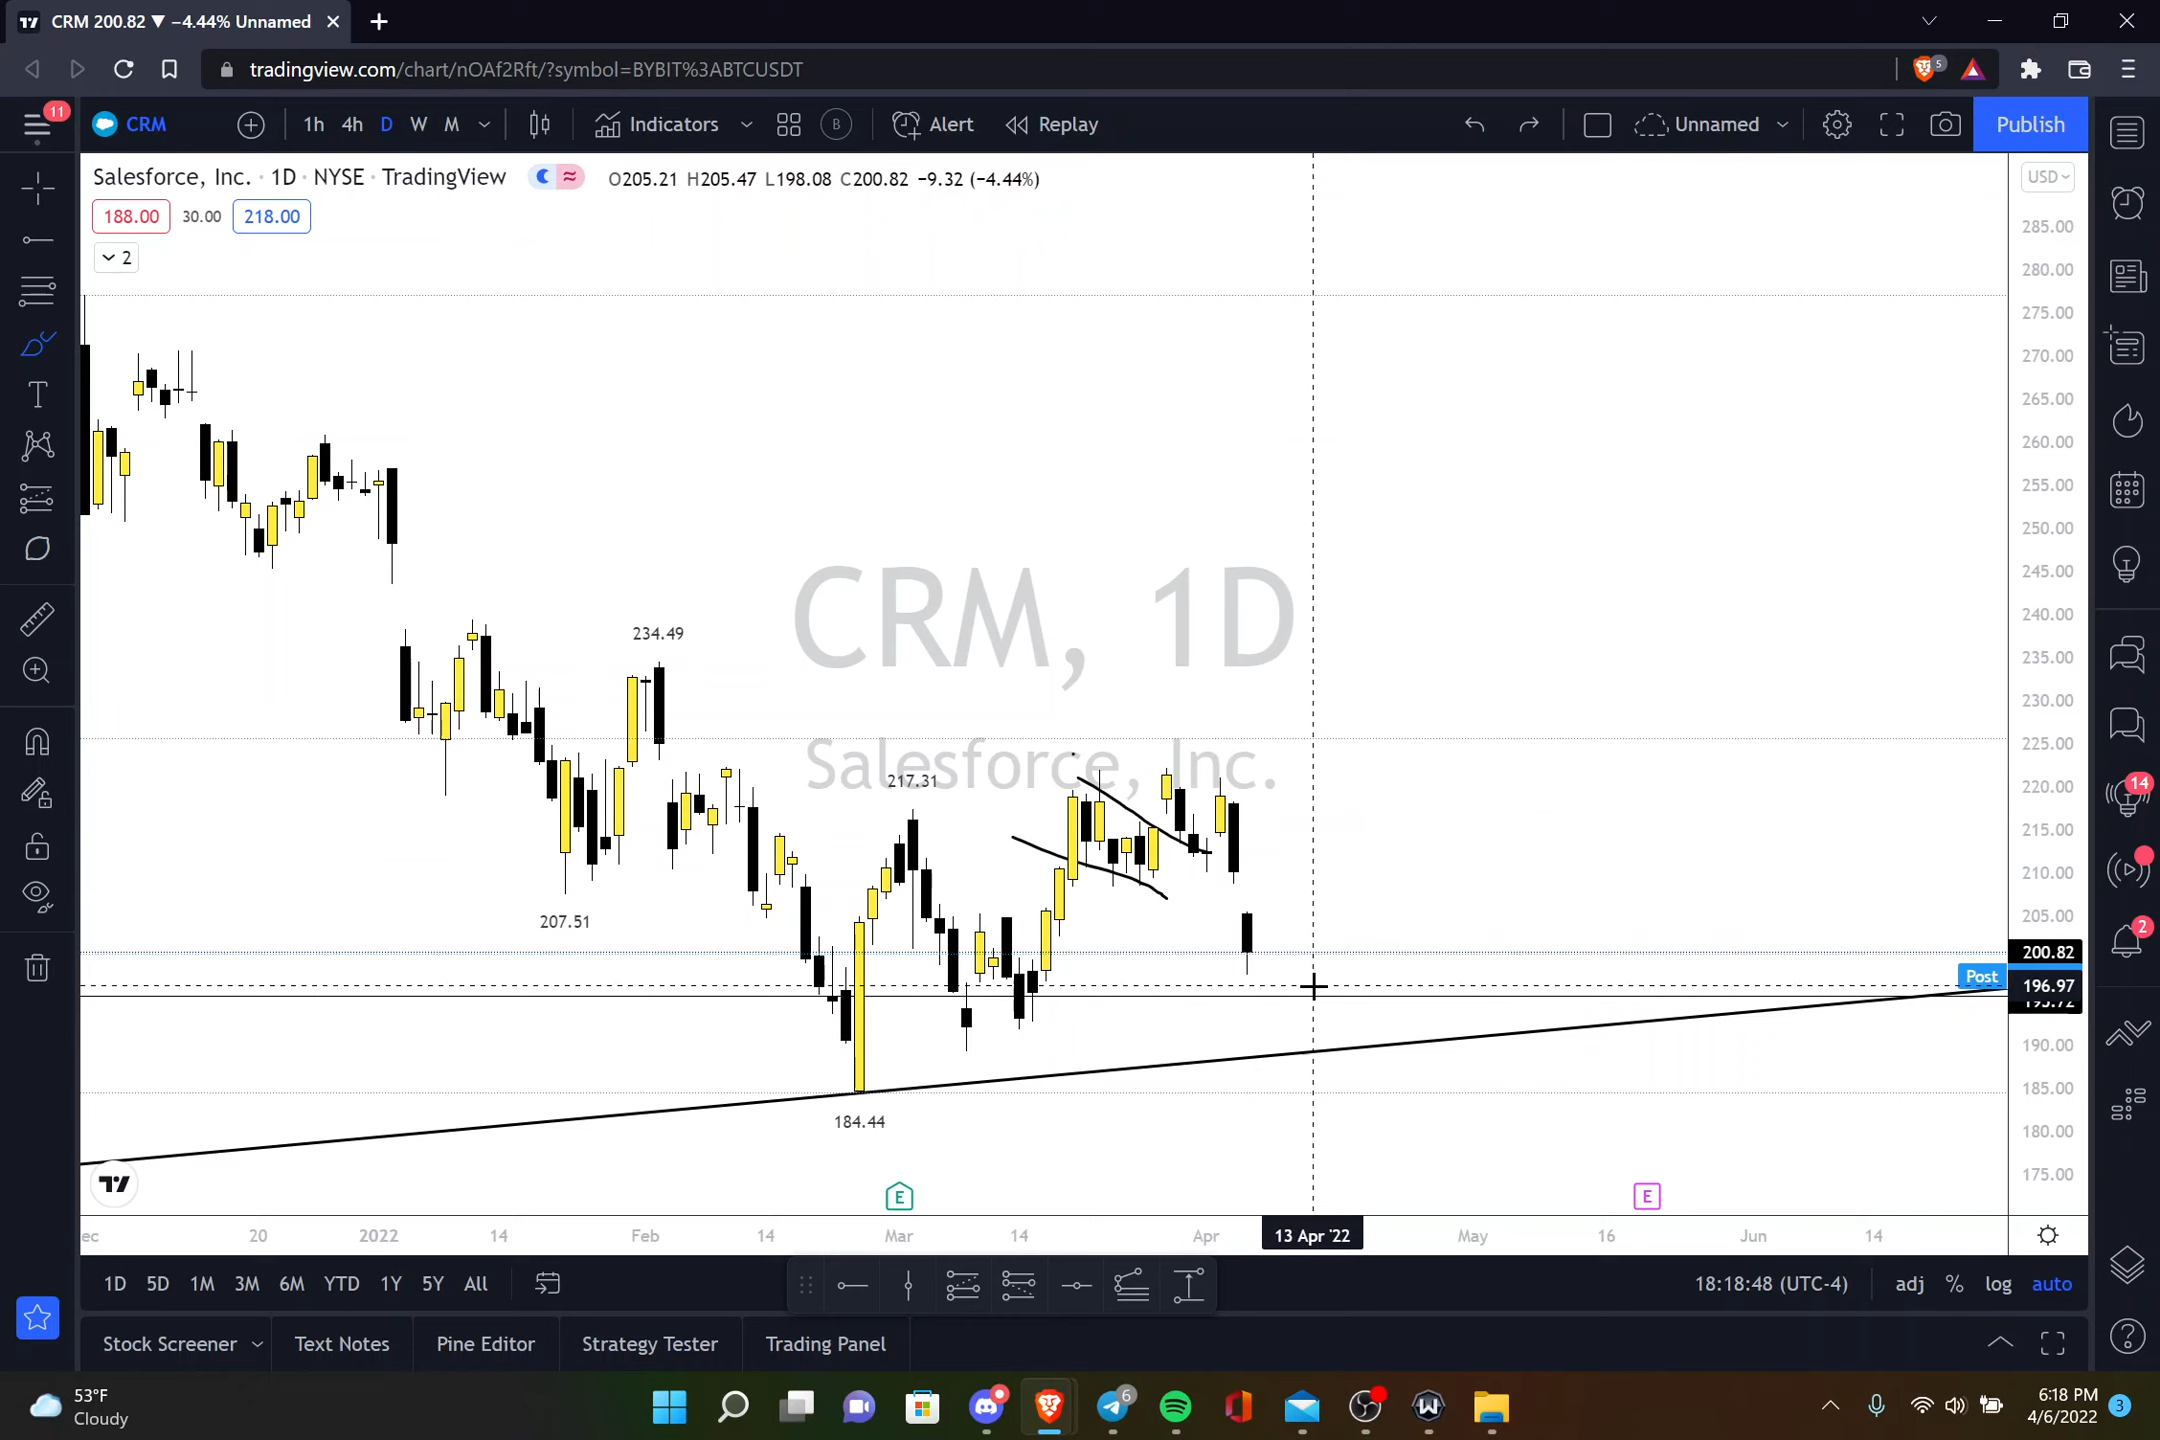 CRM 200.82 ▼ −4.44% Unnamed
tradingview.com/chart/nOAf2Rft/?symbol=BYBIT%3ABTCUSDT
5
11
CRM
1h 4h D W M
Indicators
B
Alert
Replay
Unnamed
Publish
Salesforce, Inc. · 1D · NYSE · TradingView
O205.21 H205.47 L198.08 C200.82 −9.32 (−4.44%)
USD
188.00 30.00 218.00
2
285.00
280.00
275.00
270.00
265.00
260.00
255.00
250.00
245.00
240.00
235.00
230.00
225.00
220.00
215.00
210.00
205.00
200.82
Post
196.97
190.00
185.00
180.00
175.00
CRM, 1D
Salesforce, Inc.
234.49
207.51
217.31
184.44
E
E
20 2022 14 Feb 14 Mar 14 Apr 13 Apr '22 May 16 Jun 14
14
2
1D 5D 1M 3M 6M YTD 1Y 5Y All
18:18:48 (UTC-4)
adj % log auto
Stock Screener
Text Notes
Pine Editor
Strategy Tester
Trading Panel
53°F
Cloudy
6
6:18 PM
4/6/2022
3